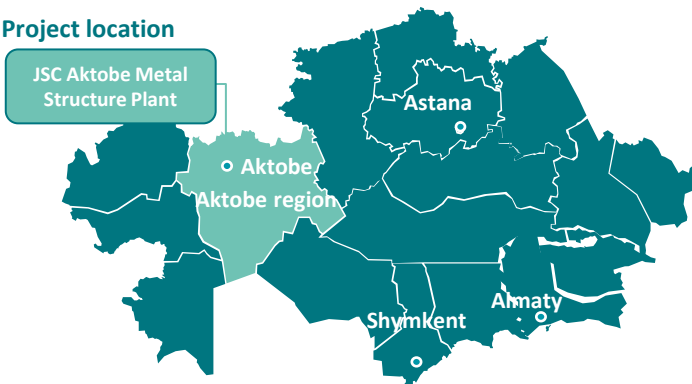 Project location
JSC Aktobe Metal
Structure Plant
Astana
Aktobe
Aktobe region
Almaty
Shymkent